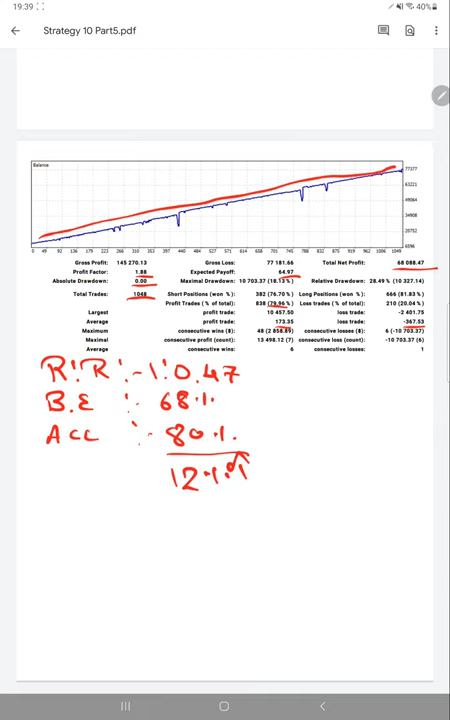 19:39
40%
Strategy 10 Part5.pdf
Balance
77377
63221
49064
34908
20752
6596
0 49 92 134 179 223 266 310 353 397 440 484 527 571 614 658 701 745 788 832 875 919 962 1006 1049
Gross Profit: 145 270.13 Gross Loss: 77 181.66 Total Net Profit: 68 088.47
Profit Factor: 1.88 Expected Payoff: 64.97
Absolute Drawdown: 0.00 Maximal Drawdown: 10 703.37 (18.13%) Relative Drawdown: 28.49 % (10 327.14)
Total Trades: 1048 Short Positions (won %): 382 (76.70%) Long Positions (won %): 666 (81.83%)
Profit Trades (% of total): 838 (79.96%) Loss trades (% of total): 210 (20.04%)
Largest profit trade: 10 457.50 loss trade: -2 401.75
Average profit trade: 173.35 loss trade: -367.53
Maximum consecutive wins ($): 48 (2 858.89) consecutive losses ($): 6 (-10 703.37)
Maximal consecutive profit (count): 13 498.12 (7) consecutive loss (count): -10 703.37 (6)
Average consecutive wins: 6 consecutive losses: 1
R:R :- 1:0.47
B.E :- 68%
ACC :- 80%
12%